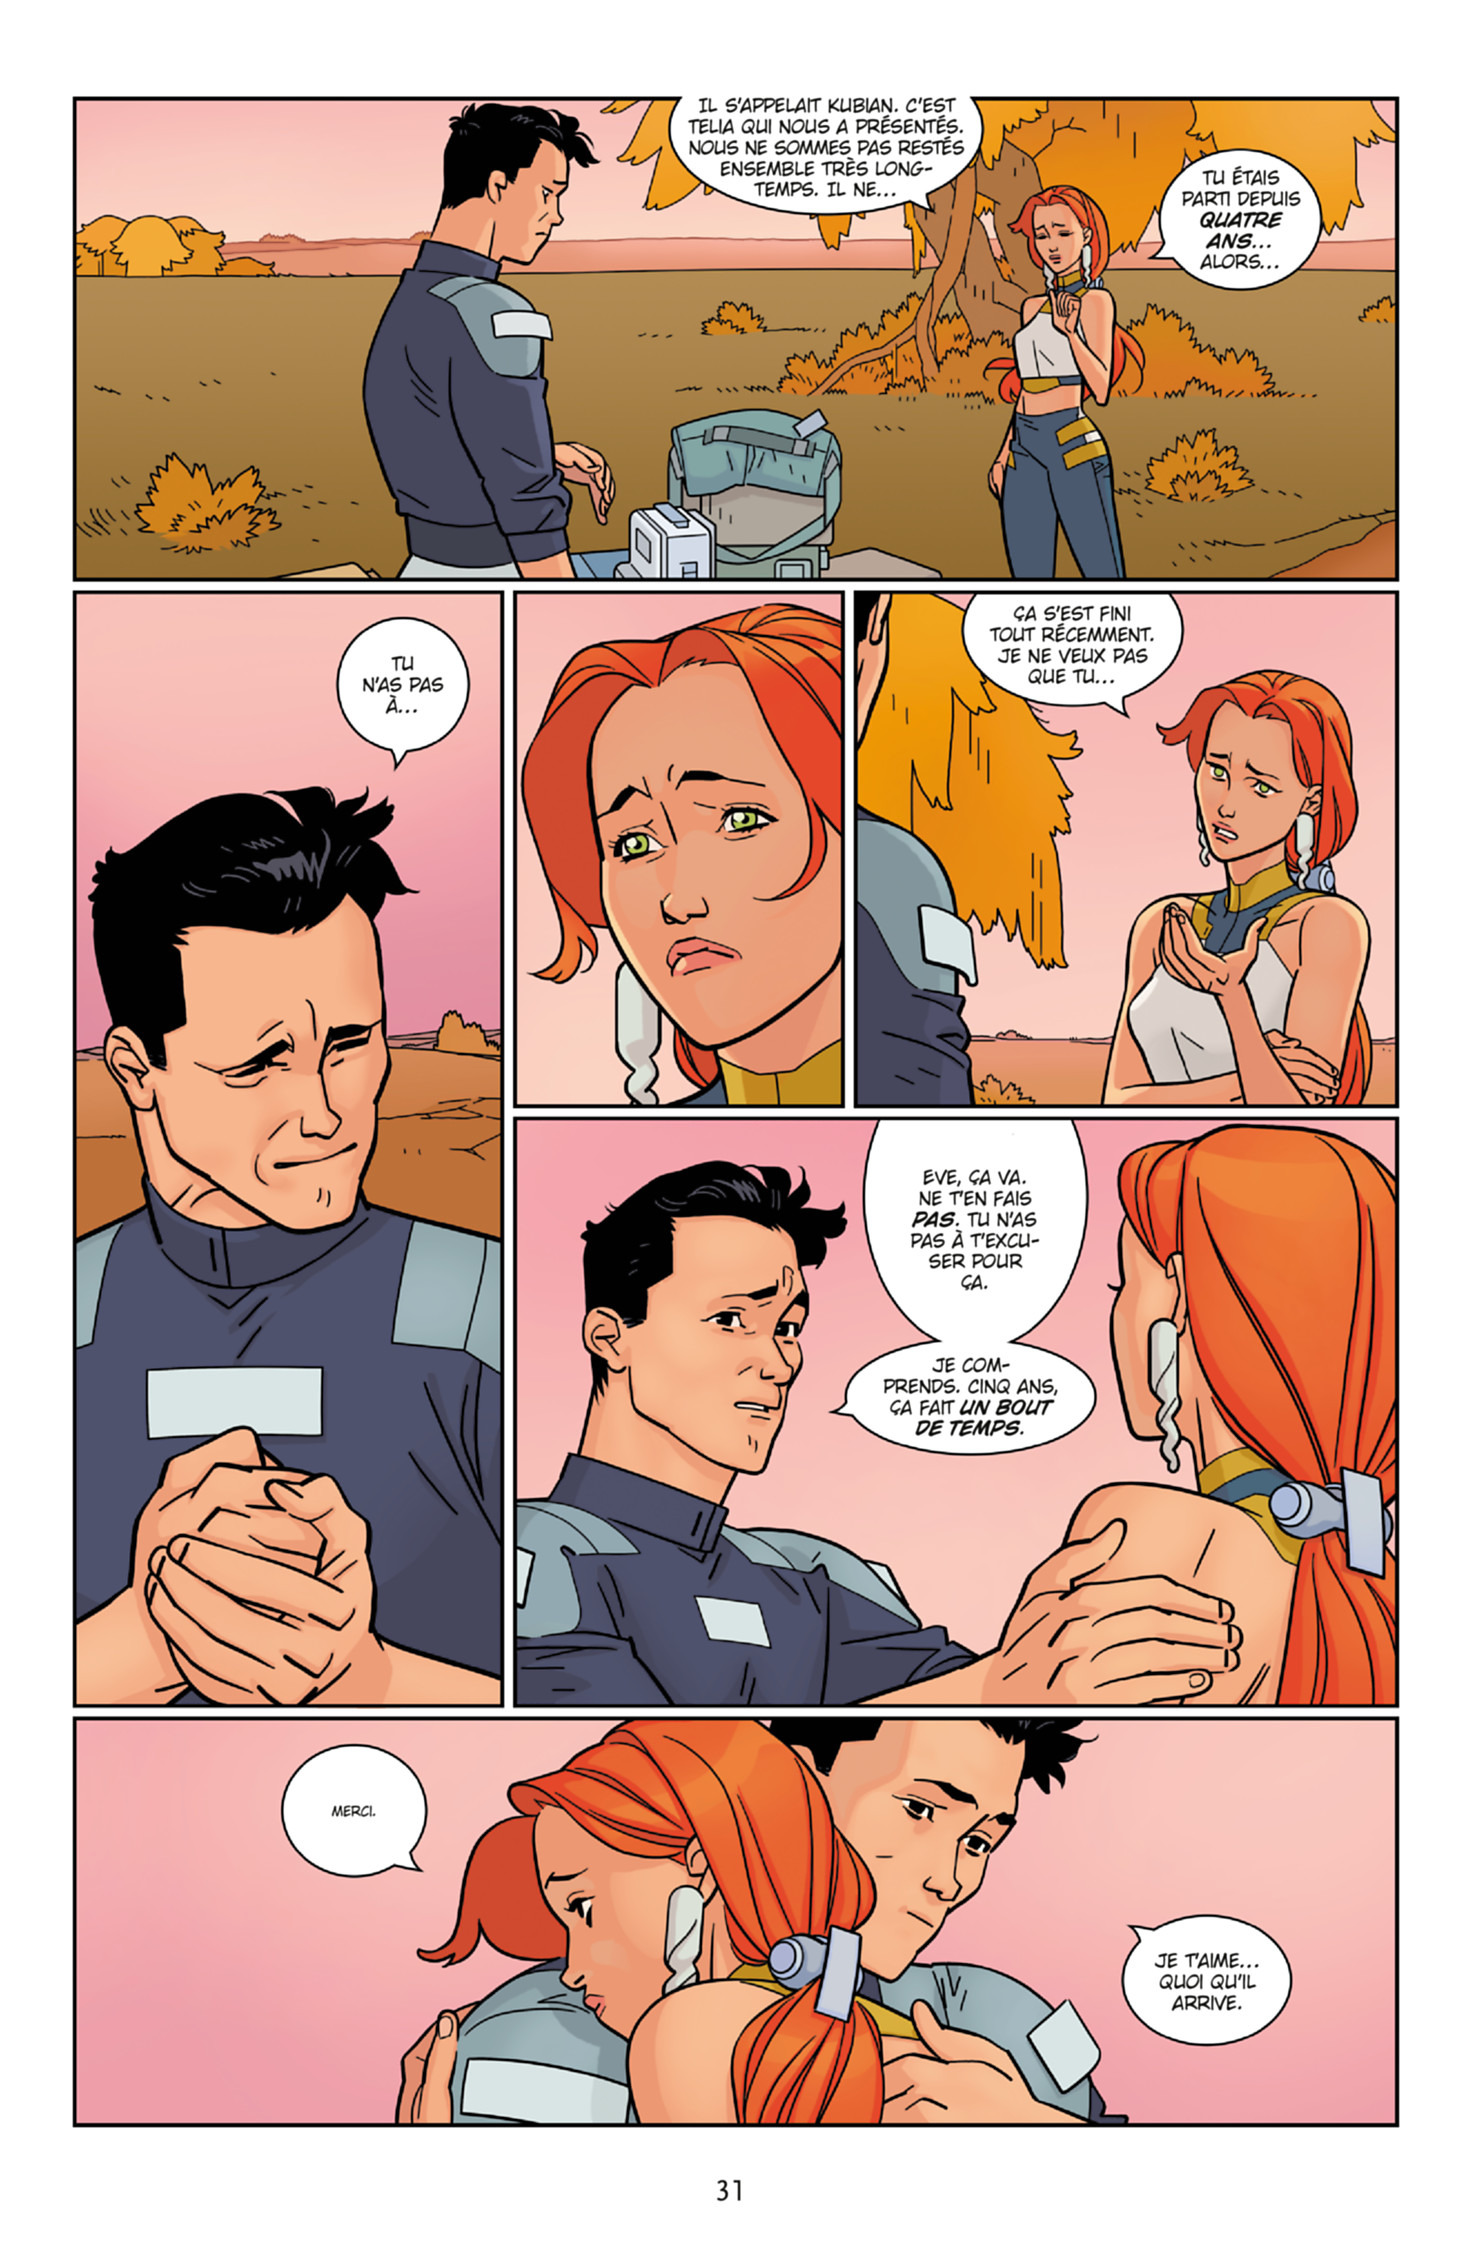 IL S'APPELAIT KUBIAN. C'EST
TELIA QUI NOUS A PRÉSENTÉS.
NOUS NE SOMMES PAS RESTÉS
ENSEMBLE TRÈS LONG-
TEMPS. IL NE...
TU ÉTAIS
PARTI DEPUIS
QUATRE
ANS...
ALORS...
TU
N'AS PAS
À...
ÇA S'EST FINI
TOUT RÉCEMMENT.
JE NE VEUX PAS
QUE TU...
EVE, ÇA VA.
NE T'EN FAIS
PAS. TU N'AS
PAS À T'EXCU-
SER POUR
ÇA.
JE COM-
PRENDS. CINQ ANS,
ÇA FAIT UN BOUT
DE TEMPS.
MERCI.
JE T'AIME...
QUOI QU'IL
ARRIVE.
31